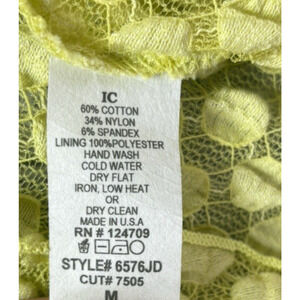 IC
60% COTTON
34% NYLON
6% SPANDEX
LINING 100%POLYESTER
HAND WASH
COLD WATER
DRY FLAT
IRON, LOW HEAT
OR
DRY CLEAN
MADE IN U.S.A
RN # 124709
STYLE# 6576JD
CUT# 7505
M